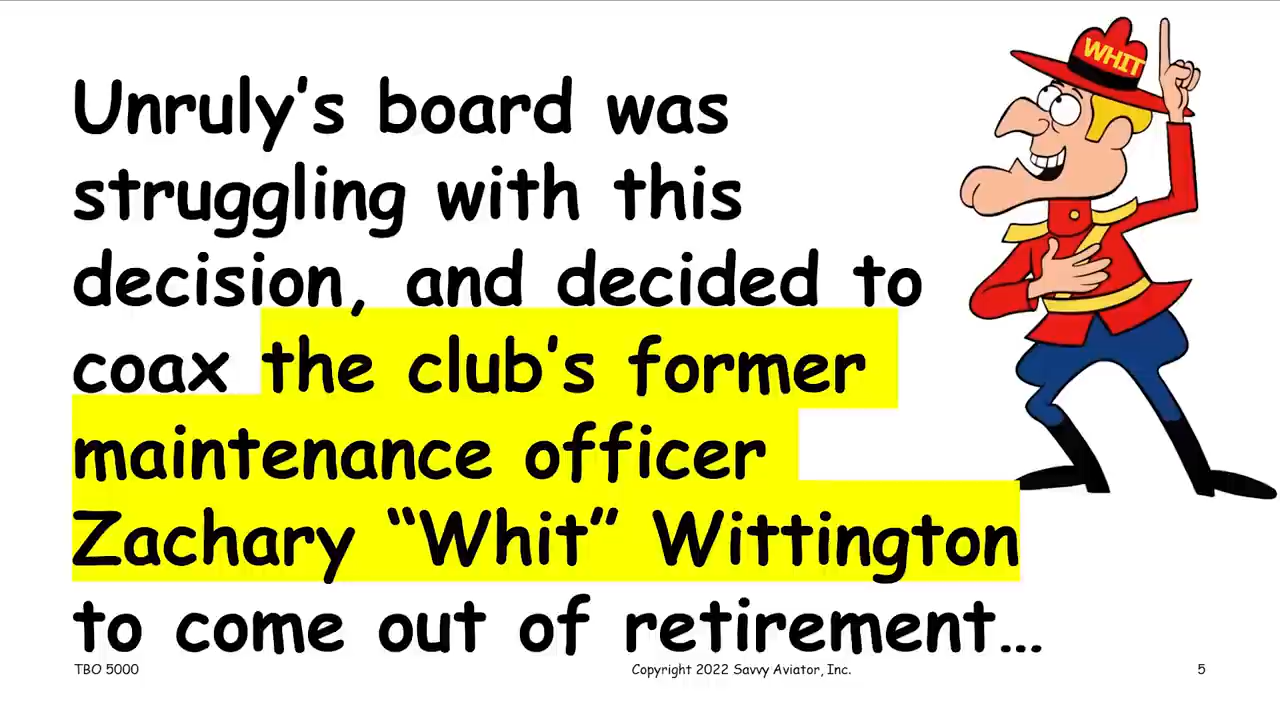 WHIT
Unruly’s board was
struggling with this
decision, and decided to
coax the club’s former
maintenance officer
Zachary “Whit” Wittington
to come out of retirement…
TBO 5000
Copyright 2022 Savvy Aviator, Inc.
5